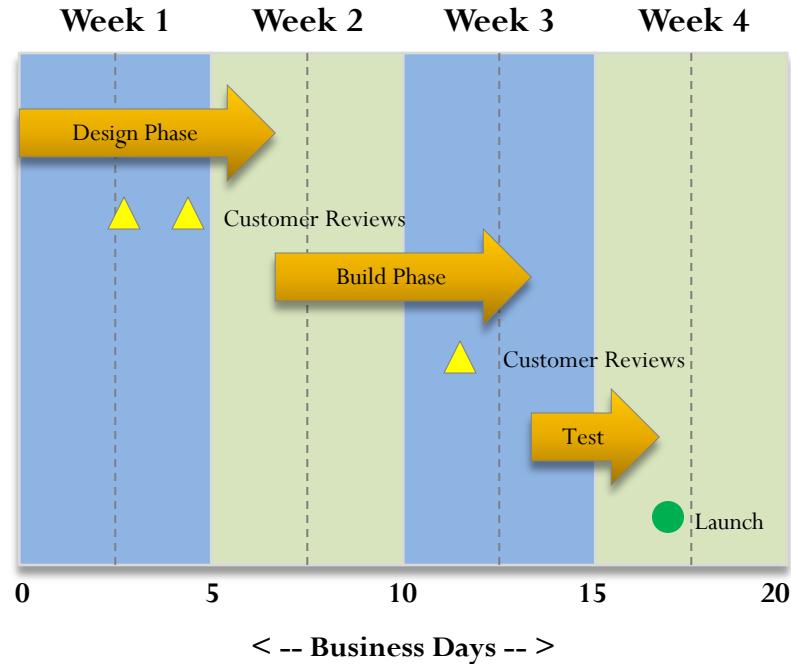 Week 1 Week 2 Week 3 Week 4
Design Phase
Customer Reviews
Build Phase
Customer Reviews
Test
Launch
0 5 10 15 20
< -- Business Days -- >